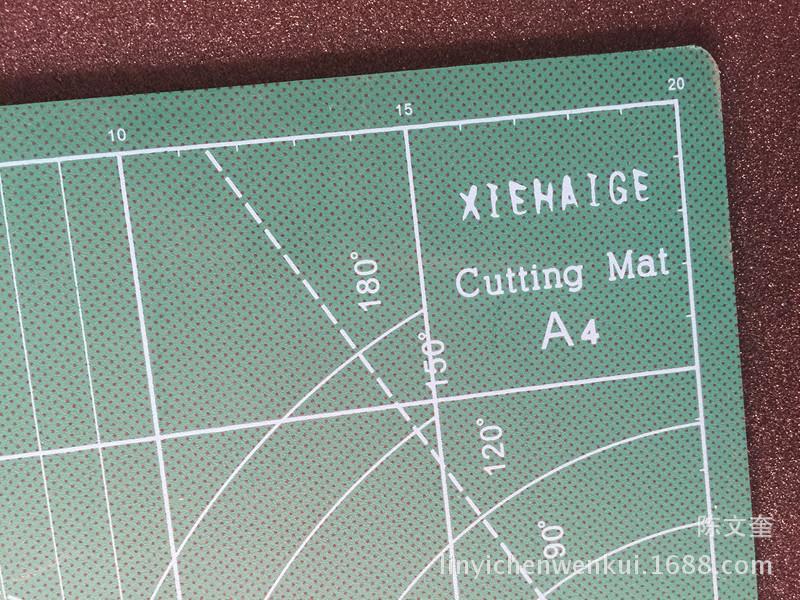 10
15
20
XIEHAIGE
Cutting Mat
A4
180°
150°
120°
90°
陈文奎
linyichenwenkui.1688.com